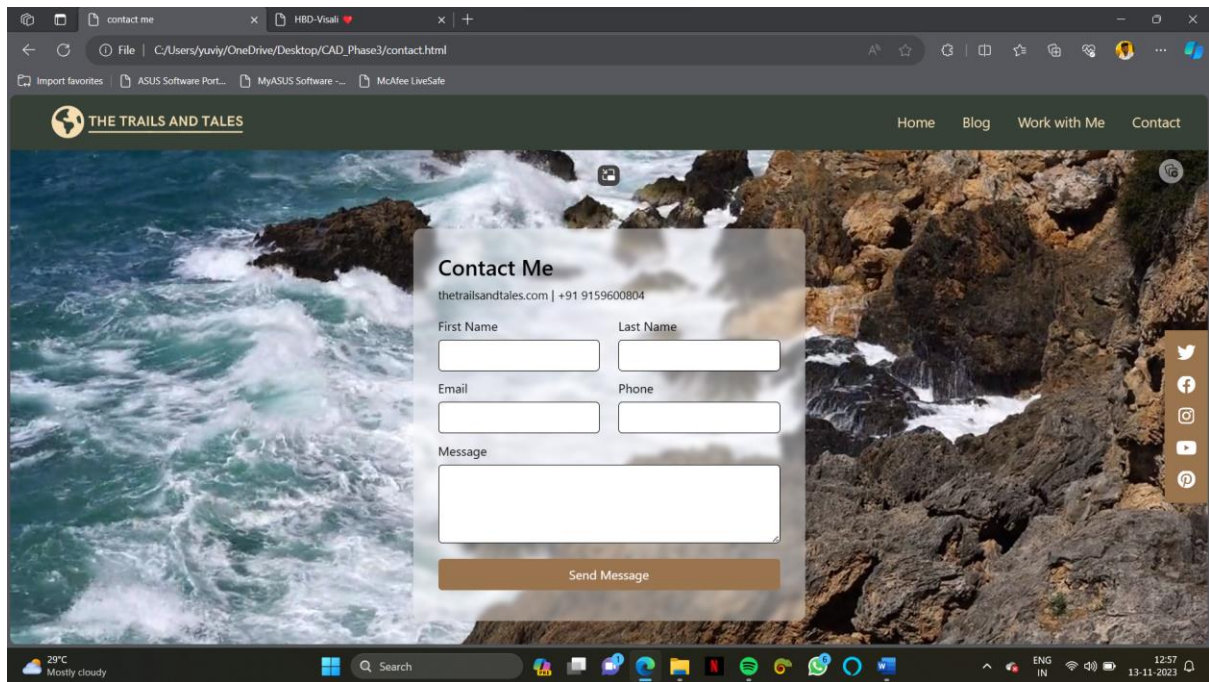 contact me
HBD-Visali ❤️
File | C:/Users/yuviy/OneDrive/Desktop/CAD_Phase3/contact.html
Import favorites
ASUS Software Port...
MyASUS Software -...
McAfee LiveSafe
THE TRAILS AND TALES
Home Blog Work with Me Contact
Contact Me
thetrailsandtales.com | +91 9159600804
First Name Last Name
Email Phone
Message
Send Message
29°C
Mostly cloudy
Search
ENG
IN
12:57
13-11-2023